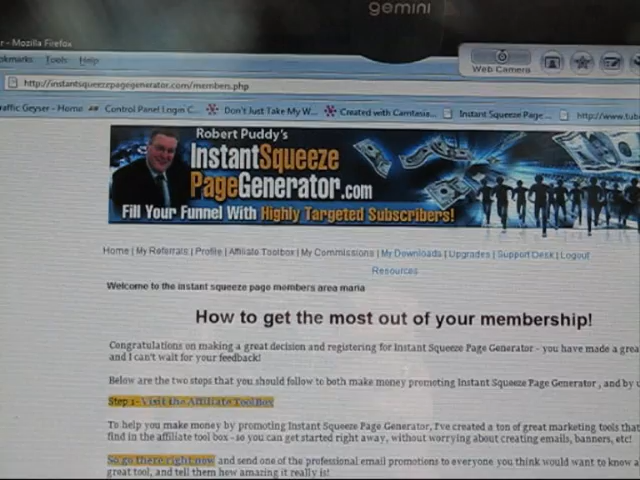 gemini
r - Mozilla Firefox
okmarks Tools Help
Web Camera
http://instantsqueezepagegenerator.com/members.php
raffic Geyser - Home Control Panel Login C... Don't Just Take My W... Created with Camtasia... Instant Squeeze Page ... http://www.tub
Robert Puddy's
InstantSqueeze
PageGenerator.com
Fill Your Funnel With Highly Targeted Subscribers!
Home | My Referrals | Profile | Affiliate Toolbox | My Commissions | My Downloads | Upgrades | Support Desk | Logout
Resources
Welcome to the instant squeeze page members area maria
How to get the most out of your membership!
Congratulations on making a great decision and registering for Instant Squeeze Page Generator - you have made a grea
and I can't wait for your feedback!
Below are the two steps that you should follow to both make money promoting Instant Squeeze Page Generator , and by u
Step 1- Visit the Affiliate ToolBox
To help you make money by promoting Instant Squeeze Page Generator, I've created a ton of great marketing tools that
find in the affiliate tool box - so you can get started right away, without worrying about creating emails, banners, etc!
So go there right now and send one of the professional email promotions to everyone you think would want to know a
great tool, and tell them how amazing it really is!